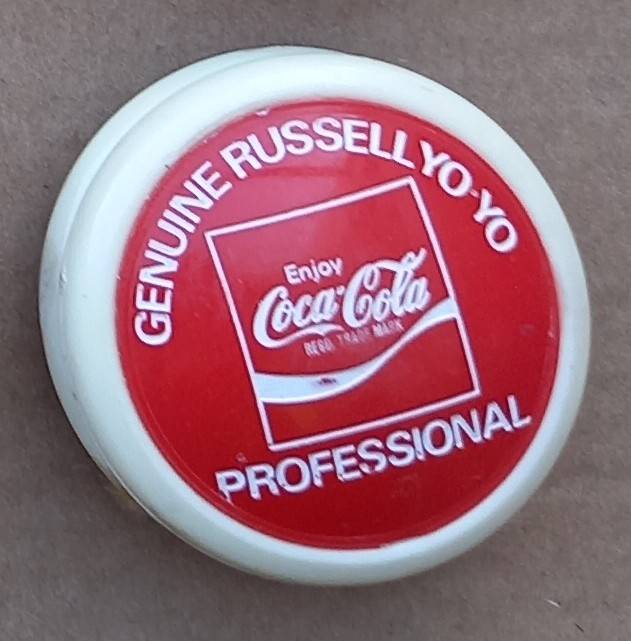 GENUINE RUSSELL YO-YO
Enjoy
Coca-Cola
REGD. TRADE MARK
PROFESSIONAL